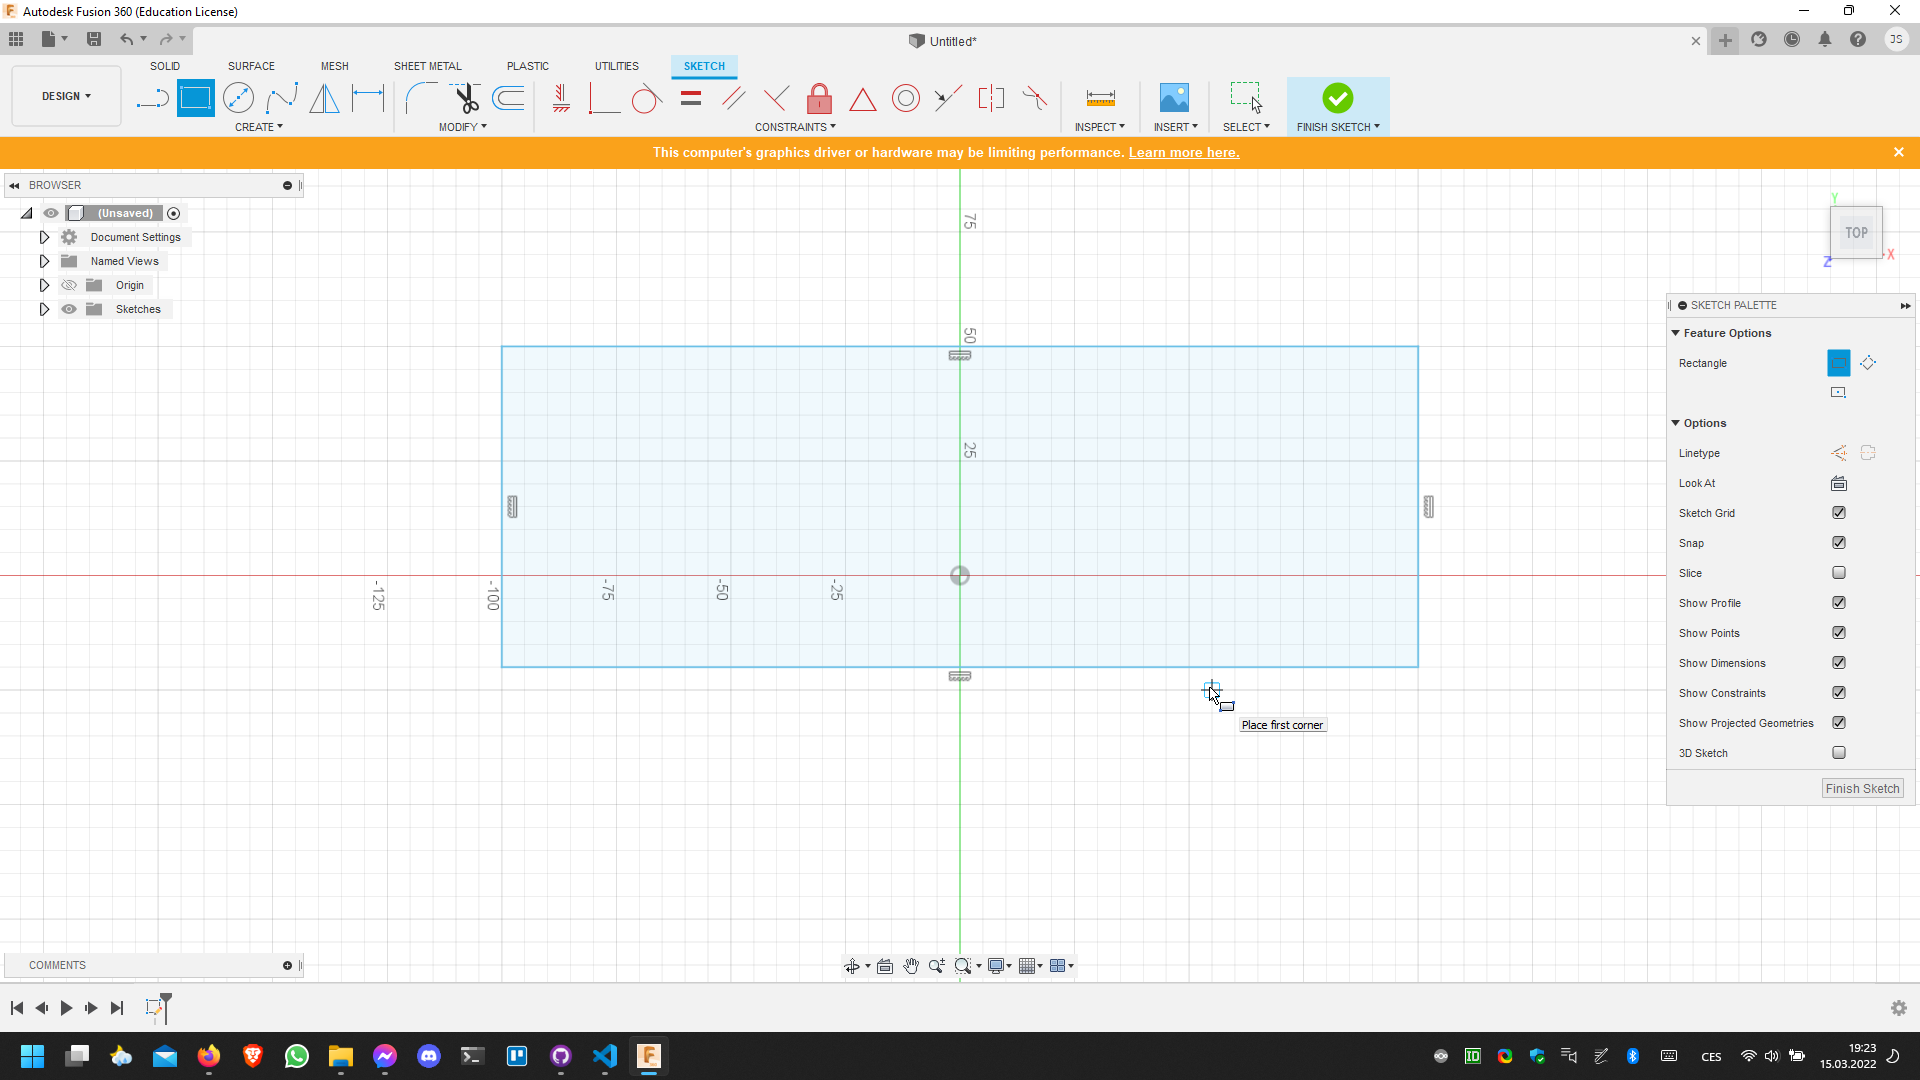 Autodesk Fusion 360 (Education License)
Untitled*
JS
DESIGN
SOLID
SURFACE
MESH
SHEET METAL
PLASTIC
UTILITIES
SKETCH
CREATE
MODIFY
CONSTRAINTS
INSPECT
INSERT
SELECT
FINISH SKETCH
This computer's graphics driver or hardware may be limiting performance. Learn more here.
BROWSER
(Unsaved)
Document Settings
Named Views
Origin
Sketches
75
50
25
-125
-100
-75
-50
-25
Y
TOP
X
Z
SKETCH PALETTE
Feature Options
Rectangle
Options
Linetype
Look At
Sketch Grid
Snap
Slice
Show Profile
Show Points
Show Dimensions
Show Constraints
Show Projected Geometries
3D Sketch
Finish Sketch
Place first corner
COMMENTS
ID
CES
19:23
15.03.2022